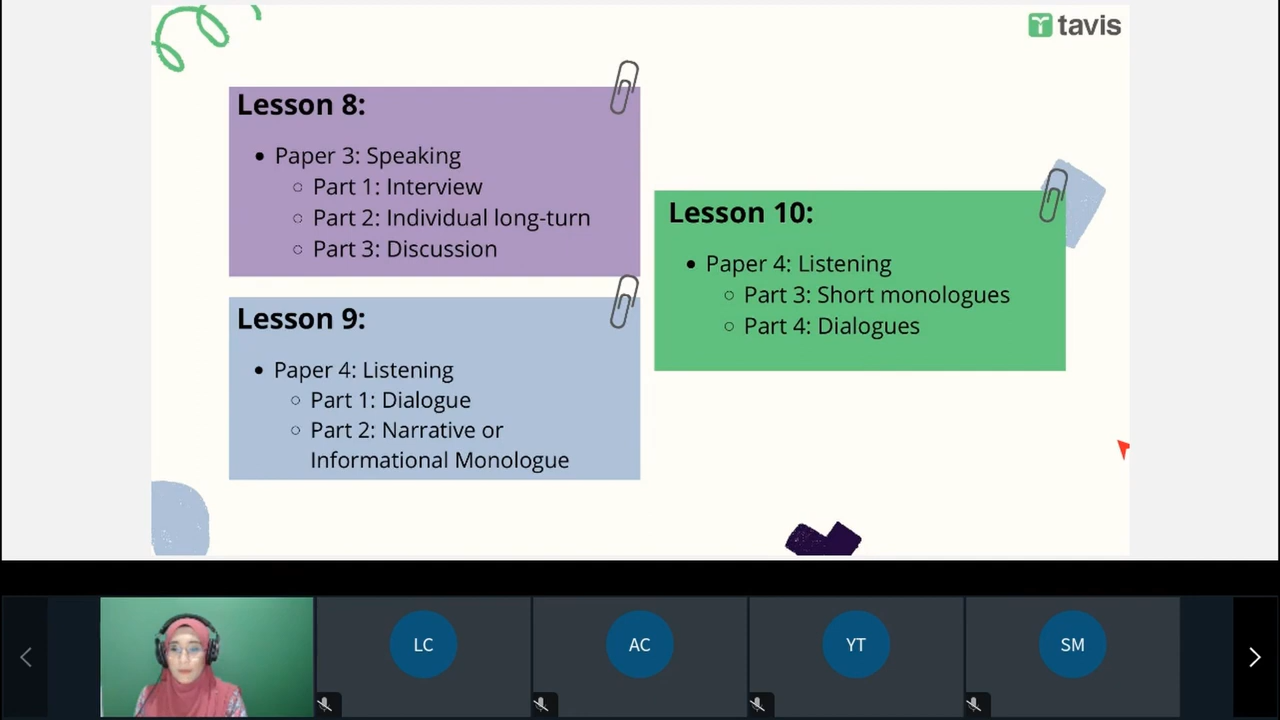 tavis
Lesson 8:
• Paper 3: Speaking
○ Part 1: Interview
○ Part 2: Individual long-turn
○ Part 3: Discussion
Lesson 9:
• Paper 4: Listening
○ Part 1: Dialogue
○ Part 2: Narrative or
Informational Monologue
Lesson 10:
• Paper 4: Listening
○ Part 3: Short monologues
○ Part 4: Dialogues
LC
AC
YT
SM